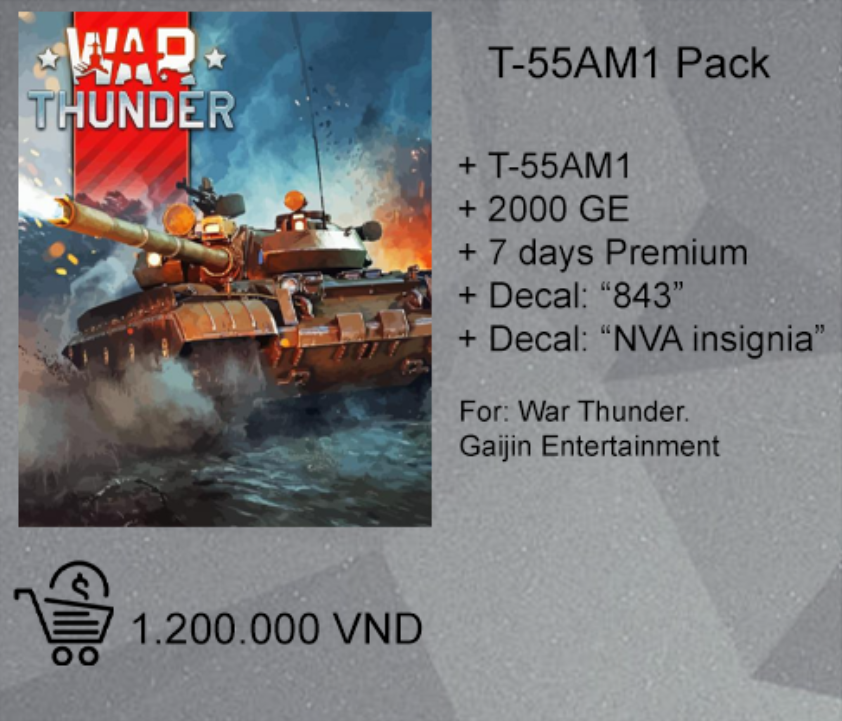 WAR
THUNDER
T-55AM1 Pack
+ T-55AM1
+ 2000 GE
+ 7 days Premium
+ Decal: “843”
+ Decal: “NVA insignia”
For: War Thunder.
Gaijin Entertainment
$
1.200.000 VND